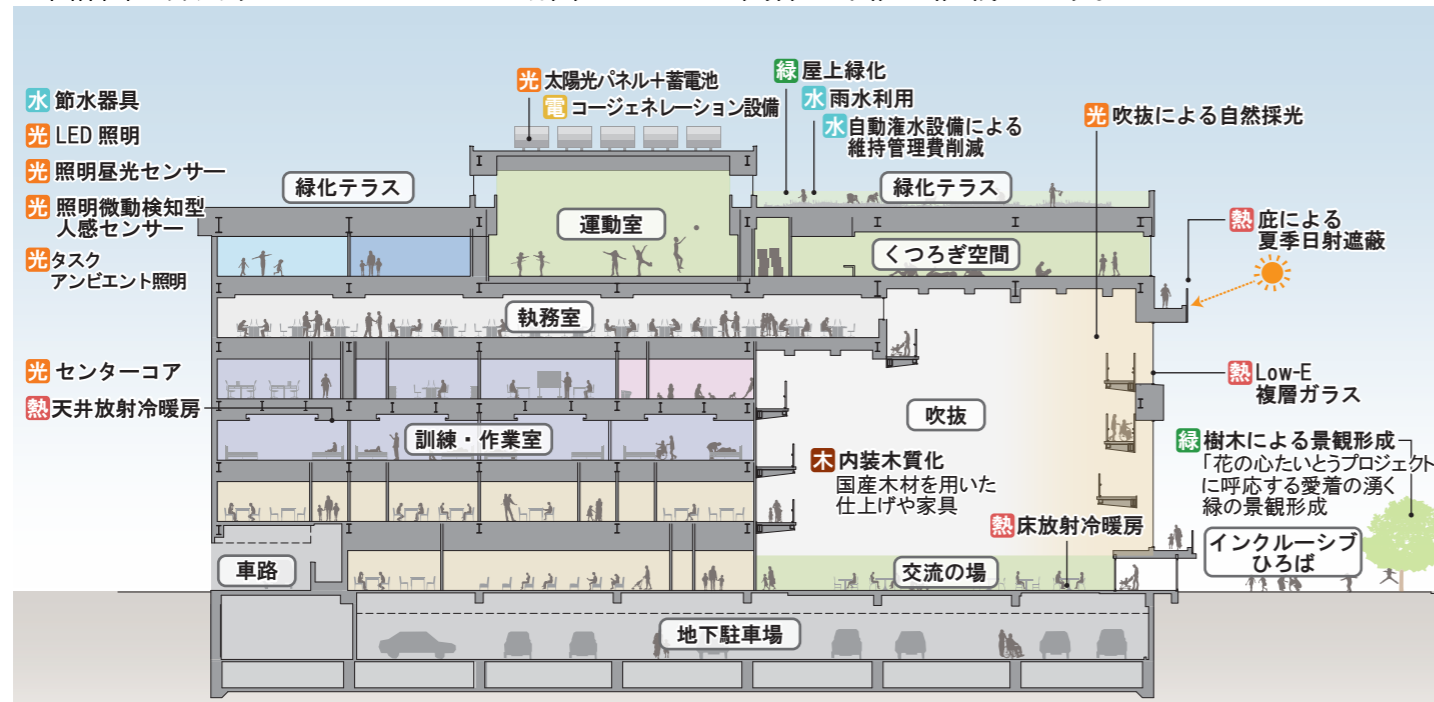 水 節水器具
光 LED 照明
光 照明昼光センサー
光 照明微動検知型
人感センサー
光 タスク
アンビエント照明
光 センターコア
熱 天井放射冷暖房
光 太陽光パネル＋蓄電池
電 コージェネレーション設備
緑 屋上緑化
水 雨水利用
水 自動潅水設備による
維持管理費削減
光 吹抜による自然採光
緑化テラス
運動室
緑化テラス
くつろぎ空間
熱 庇による
夏季日射遮蔽
執務室
熱 Low-E
複層ガラス
吹抜
訓練・作業室
木 内装木質化
国産木材を用いた
仕上げや家具
緑 樹木による景観形成
「花の心たいとうプロジェクト
に呼応する愛着の湧く
緑の景観形成
熱 床放射冷暖房
車路
交流の場
インクルーシブ
ひろば
地下駐車場